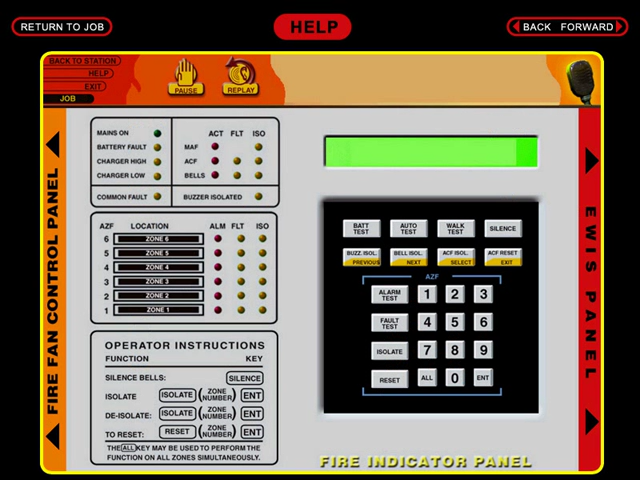 RETURN TO JOB
HELP
BACK FORWARD
BACK TO STATION
HELP
EXIT
JOB
PAUSE
REPLAY
FIRE FAN CONTROL PANEL
MAINS ON
BATTERY FAULT
CHARGER HIGH
CHARGER LOW
COMMON FAULT
ACT FLT ISO
MAF
ACF
BELLS
BUZZER ISOLATED
AZF LOCATION ALM FLT ISO
6 ZONE 6
5 ZONE 5
4 ZONE 4
3 ZONE 3
2 ZONE 2
1 ZONE 1
OPERATOR INSTRUCTIONS
FUNCTION KEY
SILENCE BELLS: SILENCE
ISOLATE ISOLATE (ZONE NUMBER) ENT
DE-ISOLATE: ISOLATE (ZONE NUMBER) ENT
TO RESET: RESET (ZONE NUMBER) ENT
THE ALL KEY MAY BE USED TO PERFORM THE
FUNCTION ON ALL ZONES SIMULTANEOUSLY.
BATT TEST
AUTO TEST
WALK TEST
SILENCE
BUZZ. ISOL. PREVIOUS
BELL ISOL. NEXT
ACF ISOL. SELECT
ACF RESET EXIT
AZF
ALARM TEST 1 2 3
FAULT TEST 4 5 6
ISOLATE 7 8 9
RESET ALL 0 ENT
FIRE INDICATOR PANEL
EWIS PANEL